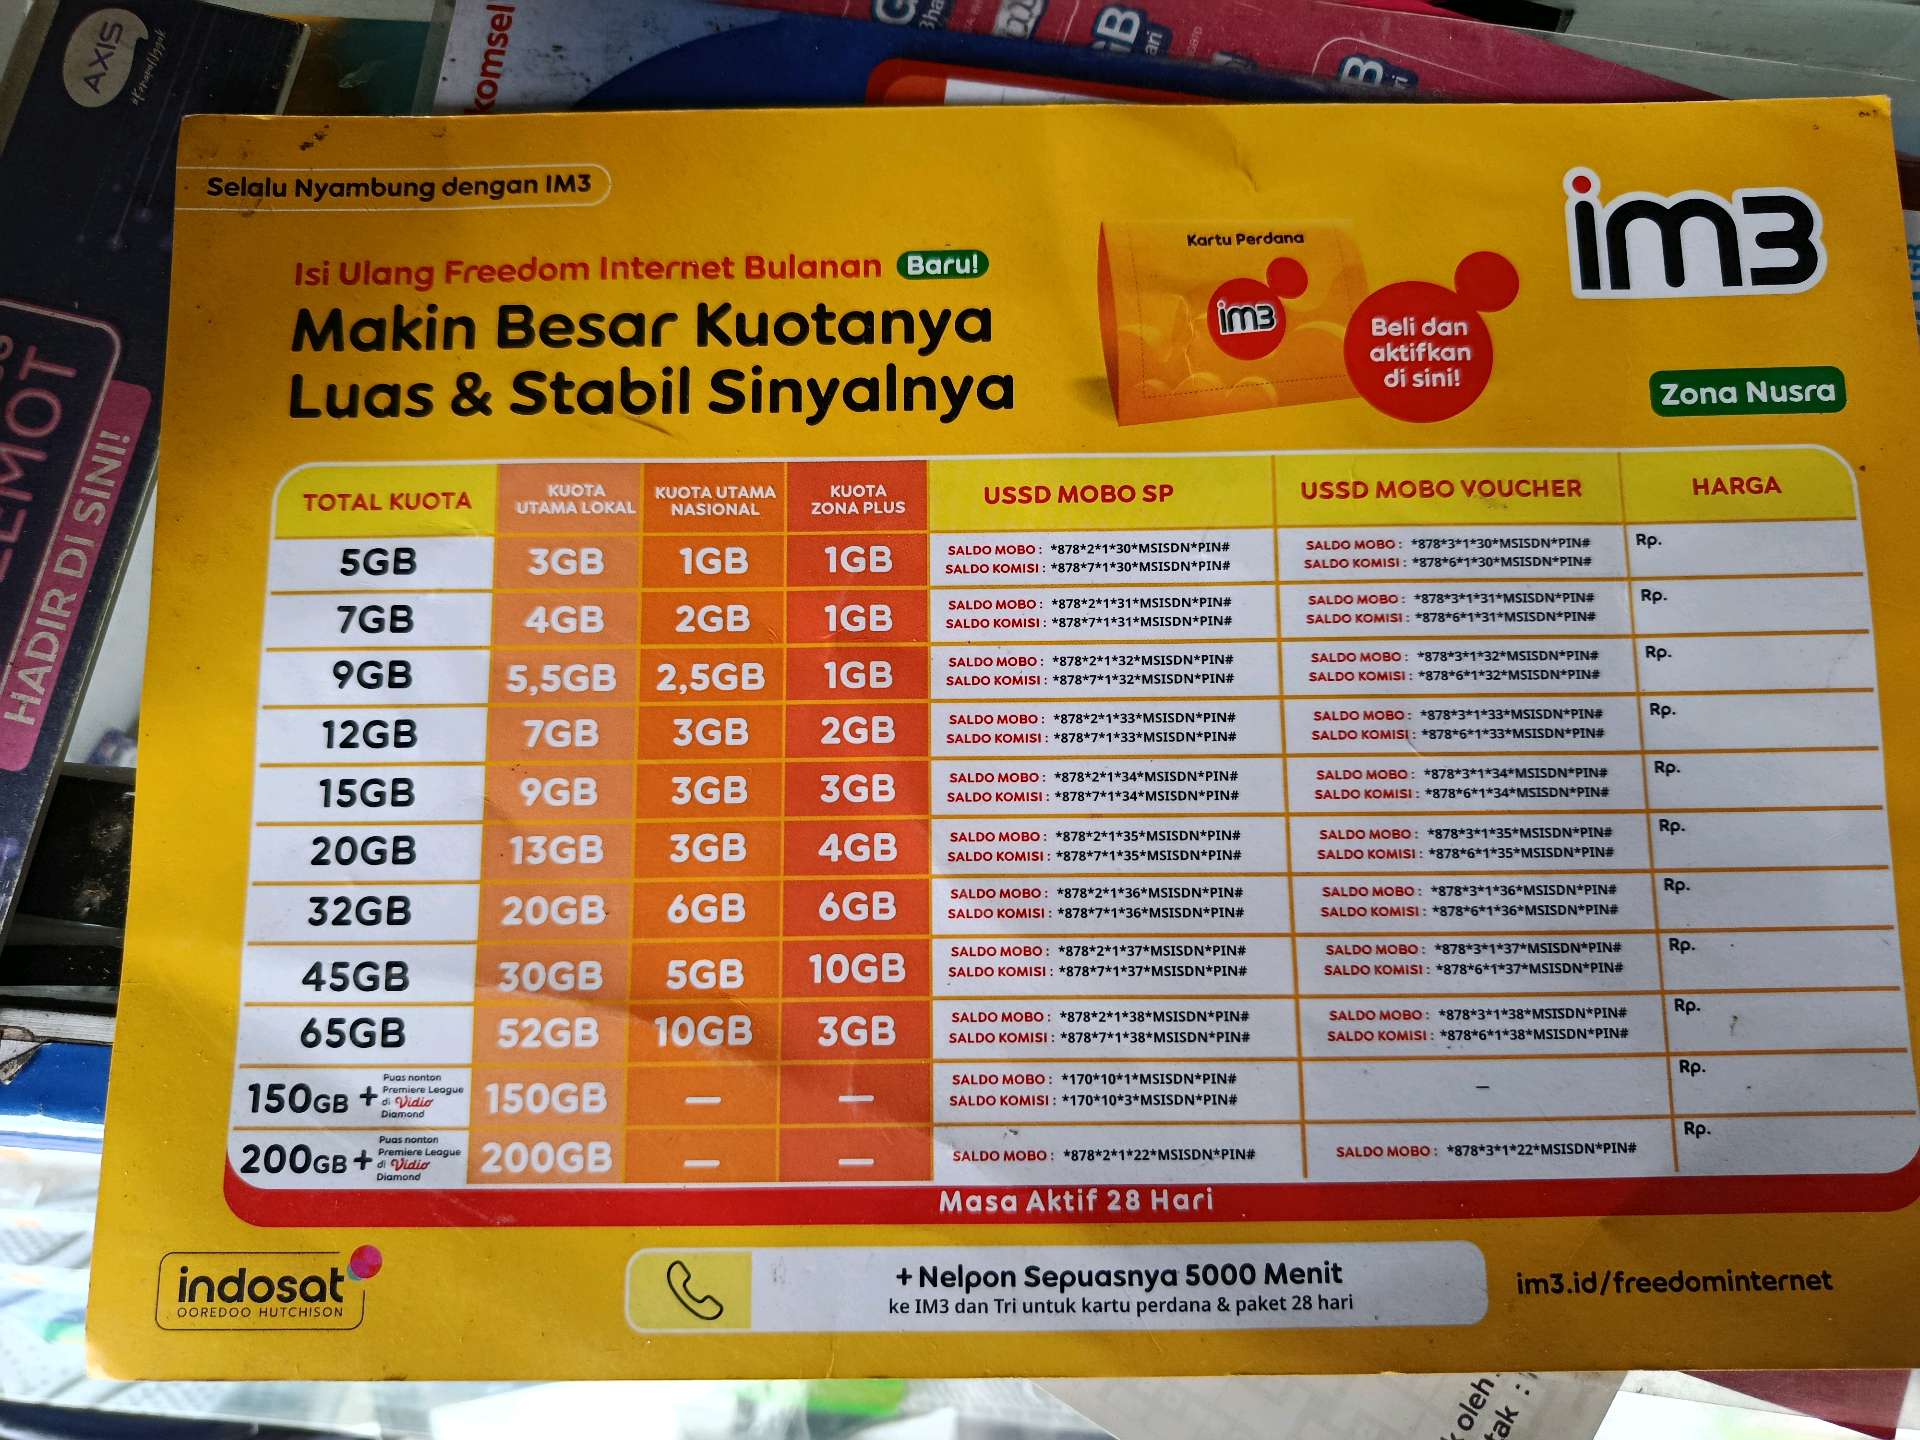 AXIS
komsel
GB
HADIR DI SINI!
Selalu Nyambung dengan IM3
Isi Ulang Freedom Internet Bulanan Baru!
Makin Besar Kuotanya
Luas & Stabil Sinyalnya
Kartu Perdana
im3
Beli dan
aktifkan
di sini!
im3
Zona Nusra
TOTAL KUOTA KUOTA UTAMA LOKAL KUOTA UTAMA NASIONAL KUOTA ZONA PLUS USSD MOBO SP USSD MOBO VOUCHER HARGA
5GB 3GB 1GB 1GB SALDO MOBO : *878*2*1*30*MSISDN*PIN# SALDO MOBO : *878*3*1*30*MSISDN*PIN# Rp.
SALDO KOMISI : *878*7*1*30*MSISDN*PIN# SALDO KOMISI : *878*6*1*30*MSISDN*PIN#
7GB 4GB 2GB 1GB SALDO MOBO : *878*2*1*31*MSISDN*PIN# SALDO MOBO : *878*3*1*31*MSISDN*PIN# Rp.
SALDO KOMISI : *878*7*1*31*MSISDN*PIN# SALDO KOMISI : *878*6*1*31*MSISDN*PIN#
9GB 5,5GB 2,5GB 1GB SALDO MOBO : *878*2*1*32*MSISDN*PIN# SALDO MOBO : *878*3*1*32*MSISDN*PIN# Rp.
SALDO KOMISI : *878*7*1*32*MSISDN*PIN# SALDO KOMISI : *878*6*1*32*MSISDN*PIN#
12GB 7GB 3GB 2GB SALDO MOBO : *878*2*1*33*MSISDN*PIN# SALDO MOBO : *878*3*1*33*MSISDN*PIN# Rp.
SALDO KOMISI : *878*7*1*33*MSISDN*PIN# SALDO KOMISI : *878*6*1*33*MSISDN*PIN#
15GB 9GB 3GB 3GB SALDO MOBO : *878*2*1*34*MSISDN*PIN# SALDO MOBO : *878*3*1*34*MSISDN*PIN# Rp.
SALDO KOMISI : *878*7*1*34*MSISDN*PIN# SALDO KOMISI : *878*6*1*34*MSISDN*PIN#
20GB 13GB 3GB 4GB SALDO MOBO : *878*2*1*35*MSISDN*PIN# SALDO MOBO : *878*3*1*35*MSISDN*PIN# Rp.
SALDO KOMISI : *878*7*1*35*MSISDN*PIN# SALDO KOMISI : *878*6*1*35*MSISDN*PIN#
32GB 20GB 6GB 6GB SALDO MOBO : *878*2*1*36*MSISDN*PIN# SALDO MOBO : *878*3*1*36*MSISDN*PIN# Rp.
SALDO KOMISI : *878*7*1*36*MSISDN*PIN# SALDO KOMISI : *878*6*1*36*MSISDN*PIN#
45GB 30GB 5GB 10GB SALDO MOBO : *878*2*1*37*MSISDN*PIN# SALDO MOBO : *878*3*1*37*MSISDN*PIN# Rp.
SALDO KOMISI : *878*7*1*37*MSISDN*PIN# SALDO KOMISI : *878*6*1*37*MSISDN*PIN#
65GB 52GB 10GB 3GB SALDO MOBO : *878*2*1*38*MSISDN*PIN# SALDO MOBO : *878*3*1*38*MSISDN*PIN# Rp.
SALDO KOMISI : *878*7*1*38*MSISDN*PIN# SALDO KOMISI : *878*6*1*38*MSISDN*PIN#
150GB + Puas nonton Premiere League di Vidio Diamond 150GB — — SALDO MOBO : *170*10*1*MSISDN*PIN# — Rp.
SALDO KOMISI : *170*10*3*MSISDN*PIN#
200GB + Puas nonton Premiere League di Vidio Diamond 200GB — — SALDO MOBO : *878*2*1*22*MSISDN*PIN# SALDO MOBO : *878*3*1*22*MSISDN*PIN# Rp.
Masa Aktif 28 Hari
indosat
OOREDOO HUTCHISON
+ Nelpon Sepuasnya 5000 Menit
ke IM3 dan Tri untuk kartu perdana & paket 28 hari
im3.id/freedominternet
oleh